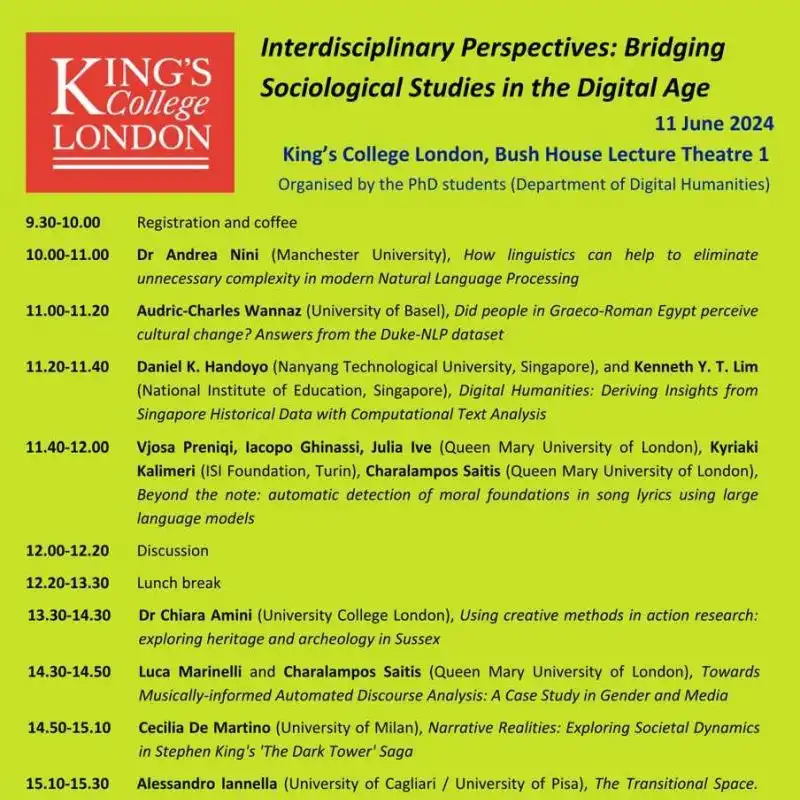 KING'S
College
LONDON
Interdisciplinary Perspectives: Bridging
Sociological Studies in the Digital Age
11 June 2024
King's College London, Bush House Lecture Theatre 1
Organised by the PhD students (Department of Digital Humanities)
9.30-10.00 Registration and coffee
10.00-11.00 Dr Andrea Nini (Manchester University), How linguistics can help to eliminate
unnecessary complexity in modern Natural Language Processing
11.00-11.20 Audric-Charles Wannaz (University of Basel), Did people in Graeco-Roman Egypt perceive
cultural change? Answers from the Duke-NLP dataset
11.20-11.40 Daniel K. Handoyo (Nanyang Technological University, Singapore), and Kenneth Y. T. Lim
(National Institute of Education, Singapore), Digital Humanities: Deriving Insights from
Singapore Historical Data with Computational Text Analysis
11.40-12.00 Vjosa Preniqi, Iacopo Ghinassi, Julia Ive (Queen Mary University of London), Kyriaki
Kalimeri (ISI Foundation, Turin), Charalampos Saitis (Queen Mary University of London),
Beyond the note: automatic detection of moral foundations in song lyrics using large
language models
12.00-12.20 Discussion
12.20-13.30 Lunch break
13.30-14.30 Dr Chiara Amini (University College London), Using creative methods in action research:
exploring heritage and archeology in Sussex
14.30-14.50 Luca Marinelli and Charalampos Saitis (Queen Mary University of London), Towards
Musically-informed Automated Discourse Analysis: A Case Study in Gender and Media
14.50-15.10 Cecilia De Martino (University of Milan), Narrative Realities: Exploring Societal Dynamics
in Stephen King's 'The Dark Tower' Saga
15.10-15.30 Alessandro Iannella (University of Cagliari / University of Pisa), The Transitional Space.